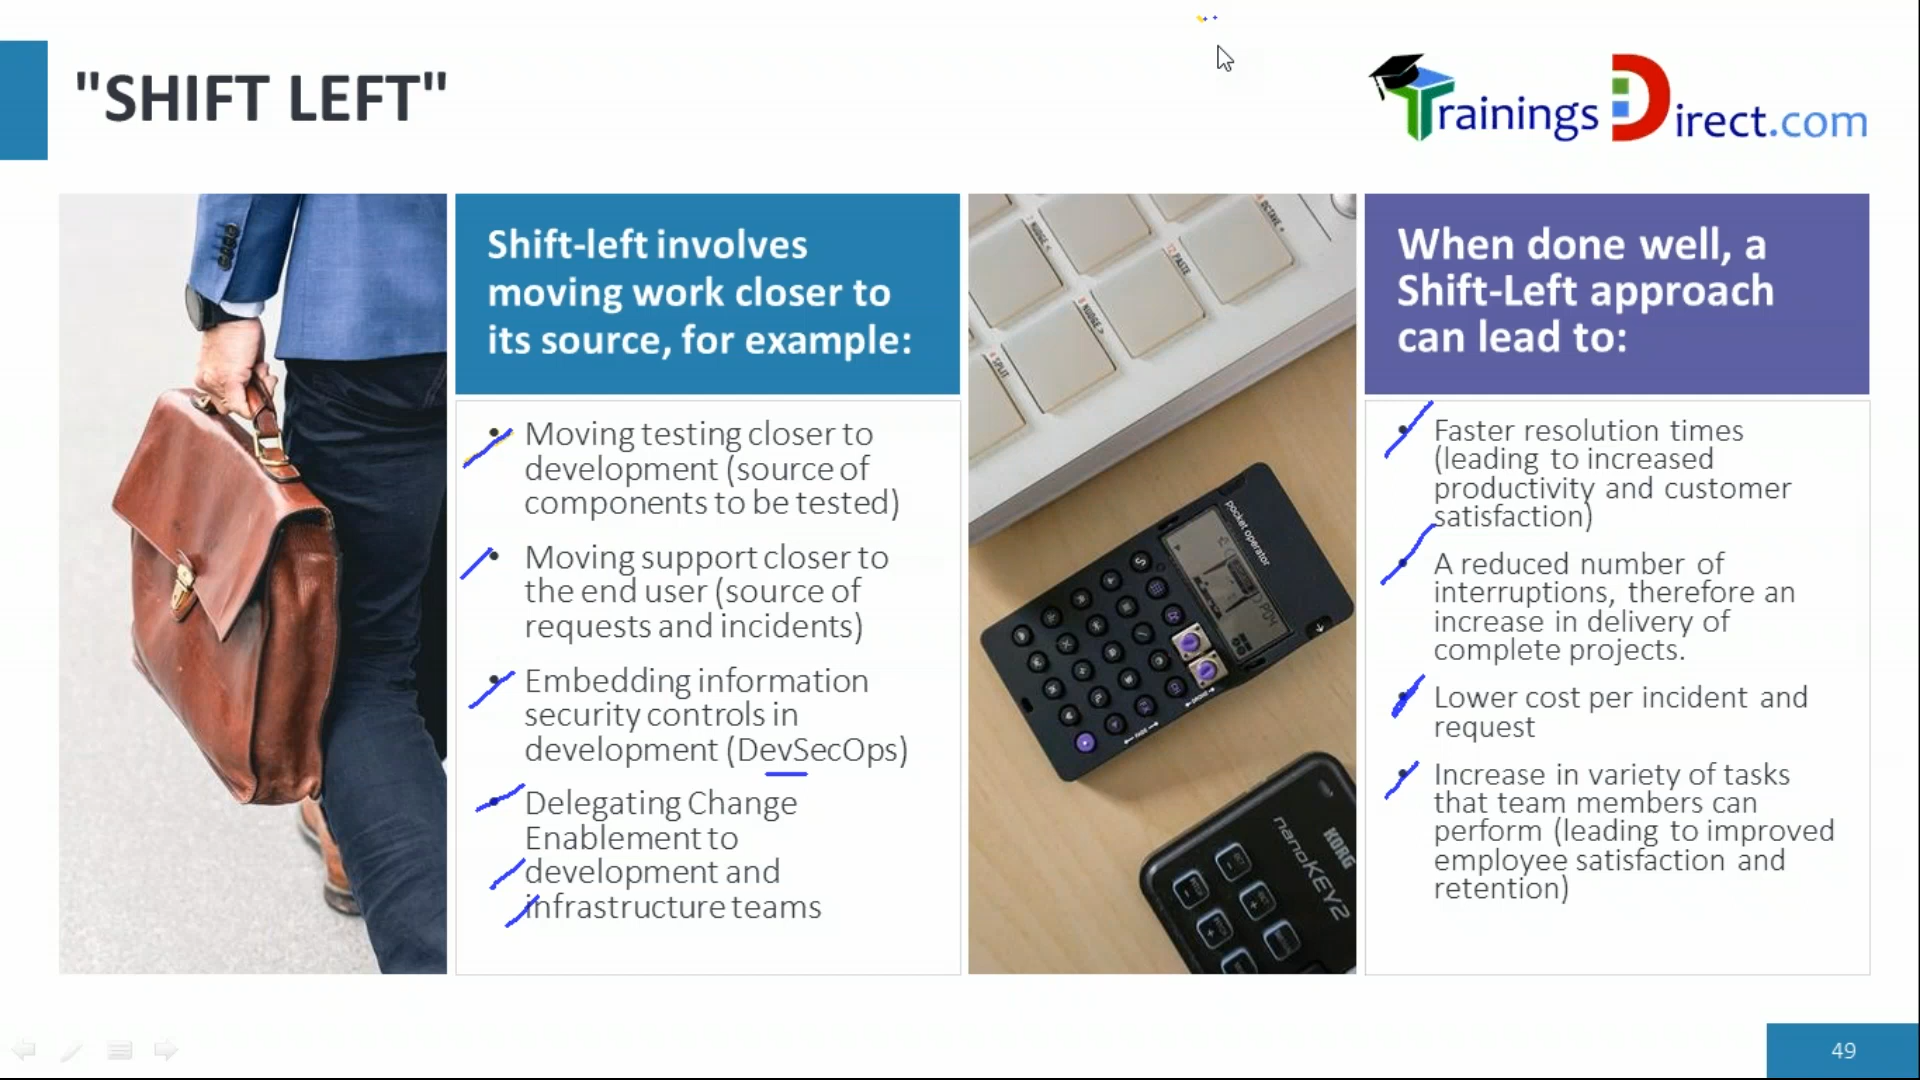 "SHIFT LEFT"
Trainings Direct.com
Shift-left involves
moving work closer to
its source, for example:
• Moving testing closer to
development (source of
components to be tested)
• Moving support closer to
the end user (source of
requests and incidents)
• Embedding information
security controls in
development (DevSecOps)
• Delegating Change
Enablement to
development and
infrastructure teams
NUDGE >
PASTE
SPLIT
pocket operator
KORG
nanoKEY2
When done well, a
Shift-Left approach
can lead to:
• Faster resolution times
(leading to increased
productivity and customer
satisfaction)
• A reduced number of
interruptions, therefore an
increase in delivery of
complete projects.
• Lower cost per incident and
request
• Increase in variety of tasks
that team members can
perform (leading to improved
employee satisfaction and
retention)
49